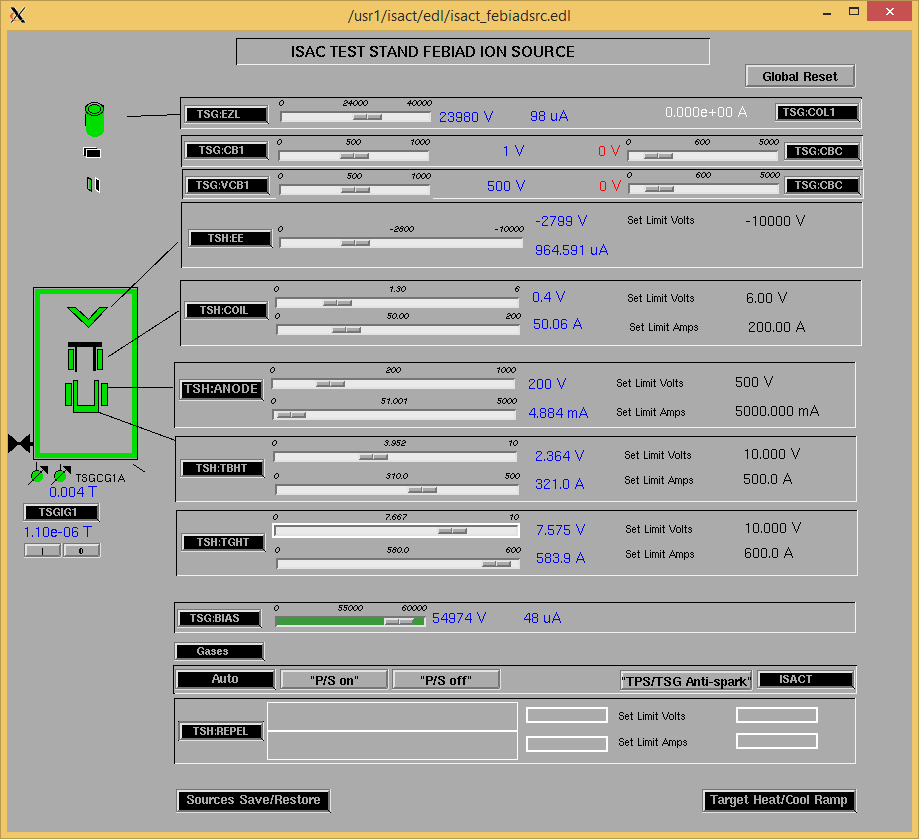 X /usr1/isact/edl/isact_febiadsrc.edl
ISAC TEST STAND FEBIAD ION SOURCE
Global Reset
0 24000 40000
TSG:EZL 23980 V 98 uA 0.000e+00 A TSG:COL1
0 500 1000 0 600 5000
TSG:CB1 1 V 0 V TSG:CBC
0 500 1000 0 600 5000
TSG:VCB1 500 V 0 V TSG:CBC
0 -2800 -10000
TSH:EE -2799 V Set Limit Volts -10000 V
964.591 uA
0 1.30 6
TSH:COIL 0.4 V Set Limit Volts 6.00 V
0 50.00 200
50.06 A Set Limit Amps 200.00 A
0 200 1000
TSH:ANODE 200 V Set Limit Volts 500 V
0 51.001 5000
4.884 mA Set Limit Amps 5000.000 mA
0 3.952 10
TSH:TBHT 2.364 V Set Limit Volts 10.000 V
0 310.0 500
321.0 A Set Limit Amps 500.0 A
TSGCG1A
0.004 T
TSGIG1
1.10e-06 T
I 0
0 7.667 10
TSH:TGHT 7.575 V Set Limit Volts 10.000 V
0 580.0 600
583.9 A Set Limit Amps 600.0 A
0 55000 60000
TSG:BIAS 54974 V 48 uA
Gases
Auto "P/S on" "P/S off" "TPS/TSG Anti-spark" ISACT
TSH:REPEL Set Limit Volts
Set Limit Amps
Sources Save/Restore Target Heat/Cool Ramp